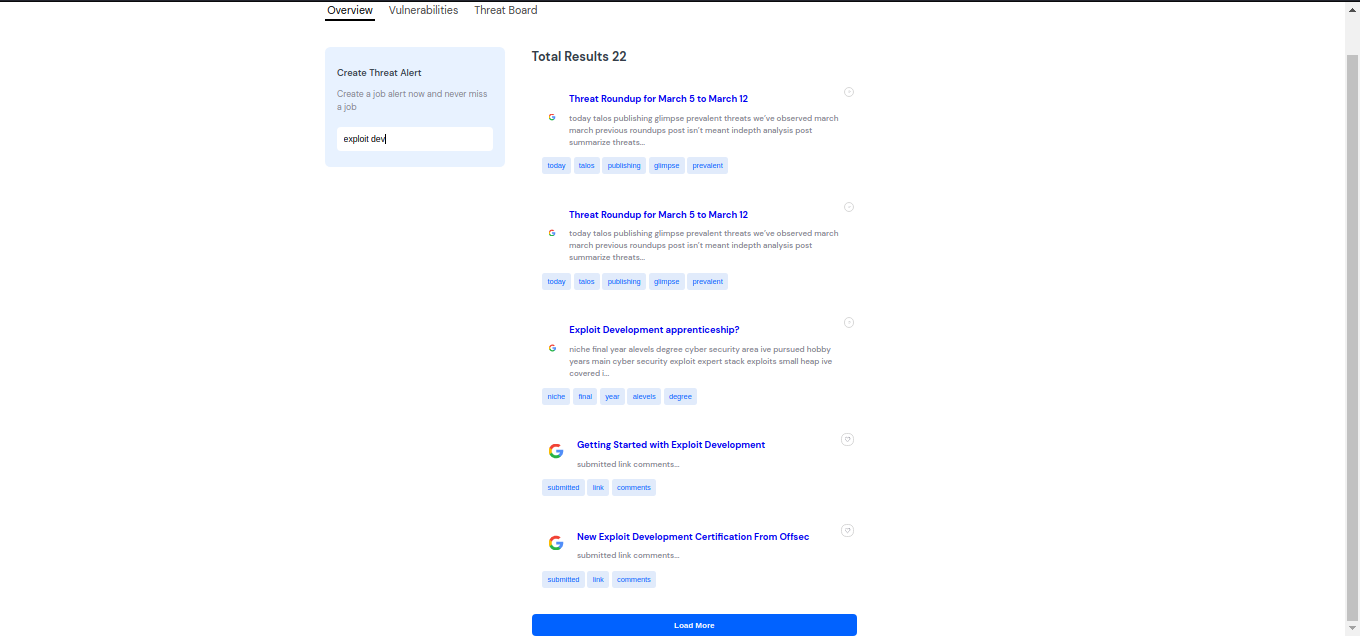 Overview Vulnerabilities Threat Board
Create Threat Alert
Create a job alert now and never miss
a job
exploit dev
Total Results 22
Threat Roundup for March 5 to March 12
today talos publishing glimpse prevalent threats we've observed march
march previous roundups post isn't meant indepth analysis post
summarize threats...
today talos publishing glimpse prevalent
Threat Roundup for March 5 to March 12
today talos publishing glimpse prevalent threats we've observed march
march previous roundups post isn't meant indepth analysis post
summarize threats...
today talos publishing glimpse prevalent
Exploit Development apprenticeship?
niche final year alevels degree cyber security area ive pursued hobby
years main cyber security exploit expert stack exploits small heap ive
covered i...
niche final year alevels degree
Getting Started with Exploit Development
submitted link comments...
submitted link comments
New Exploit Development Certification From Offsec
submitted link comments...
submitted link comments
Load More